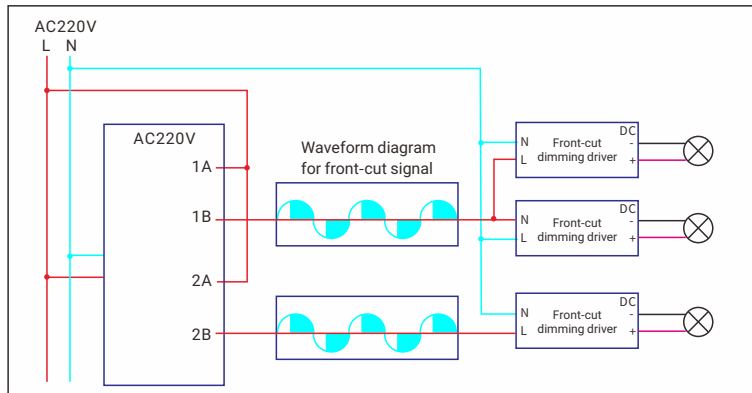 AC220V
L N
AC220V
1A
1B
2A
2B
Waveform diagram
for front-cut signal
N
L
Front-cut
dimming driver
DC
-
+
N
L
Front-cut
dimming driver
DC
-
+
N
L
Front-cut
dimming driver
DC
-
+